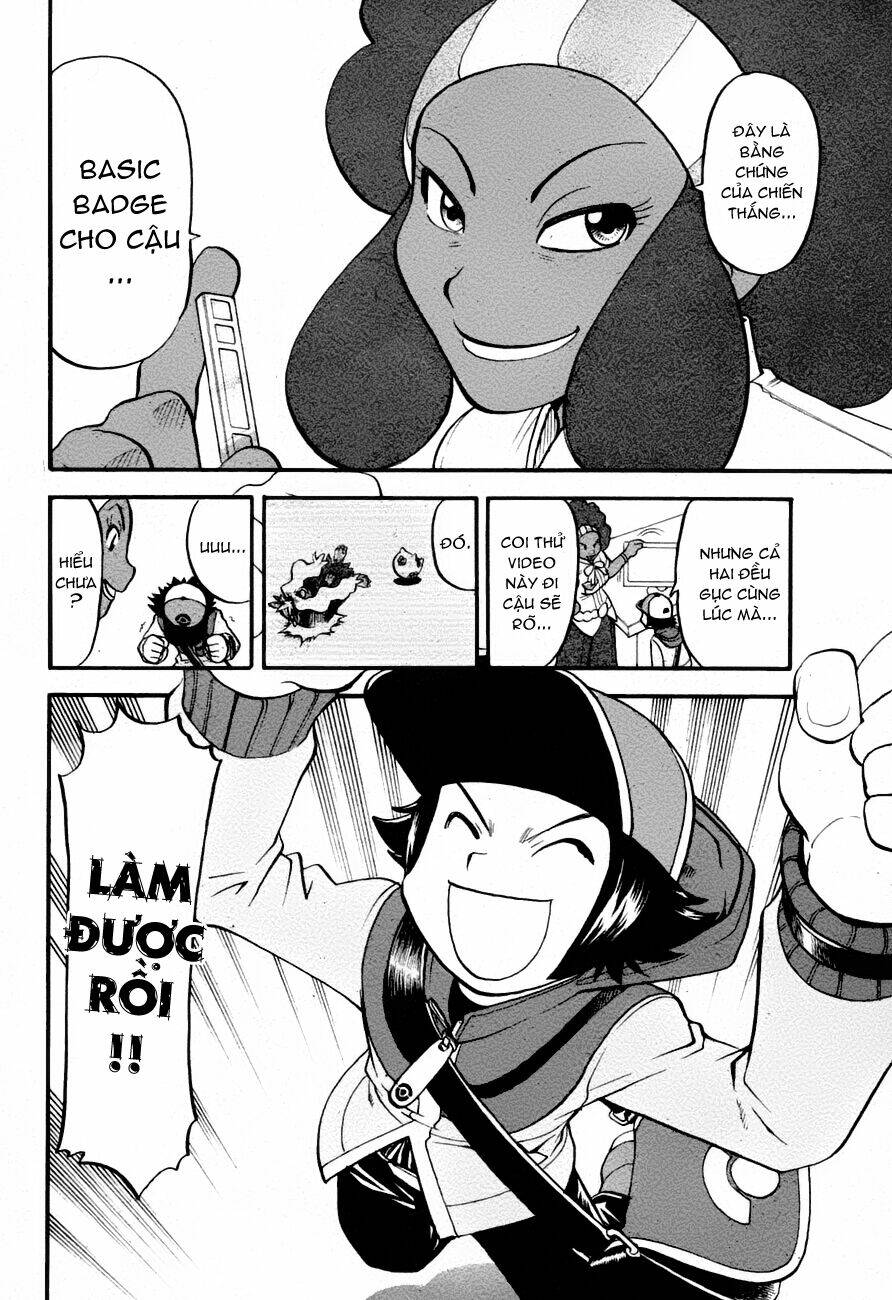 ĐÂY LÀ
BẰNG
CHỨNG
CỦA CHIẾN
THẮNG...
BASIC
BADGE
CHO CẬU
...
NHƯNG CẢ
HAI ĐỀU
GỤC CÙNG
LÚC MÀ...
COI THỬ
VIDEO
NÀY ĐI
CẬU SẼ
RÕ...
ĐÓ.
UUU...
HIỂU
CHƯA
?
LÀM
ĐƯỢC
RỒI
!!